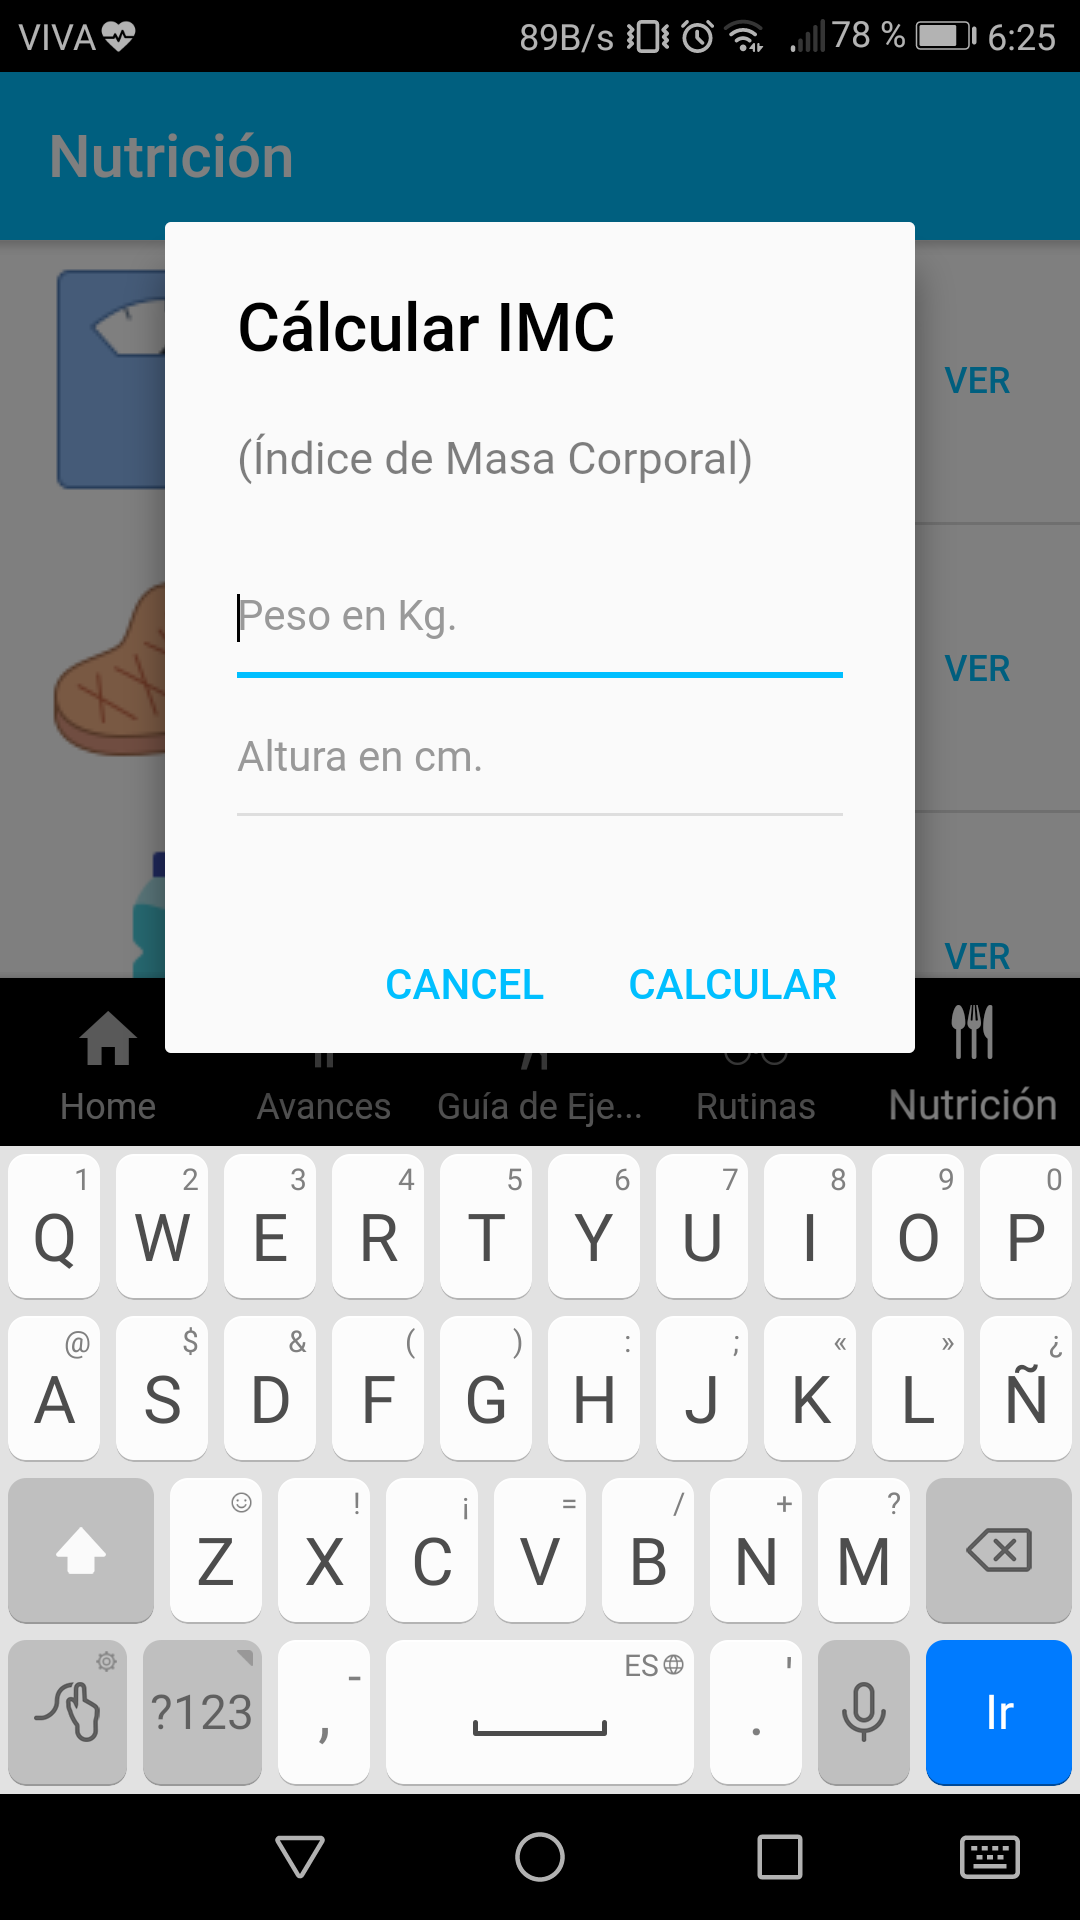 VIVA 89B/s 78 % 6:25
Nutrición
Cálcular IMC
(Índice de Masa Corporal)
Peso en Kg.
Altura en cm.
CANCEL CALCULAR
VER
VER
VER
Home Avances Guía de Eje... Rutinas Nutrición
1 2 3 4 5 6 7 8 9 0
Q W E R T Y U I O P
@ $ & ( ) : ; « » ¿
A S D F G H J K L Ñ
! ¡ = / + ?
Z X C V B N M
- ES '
?123 , . Ir